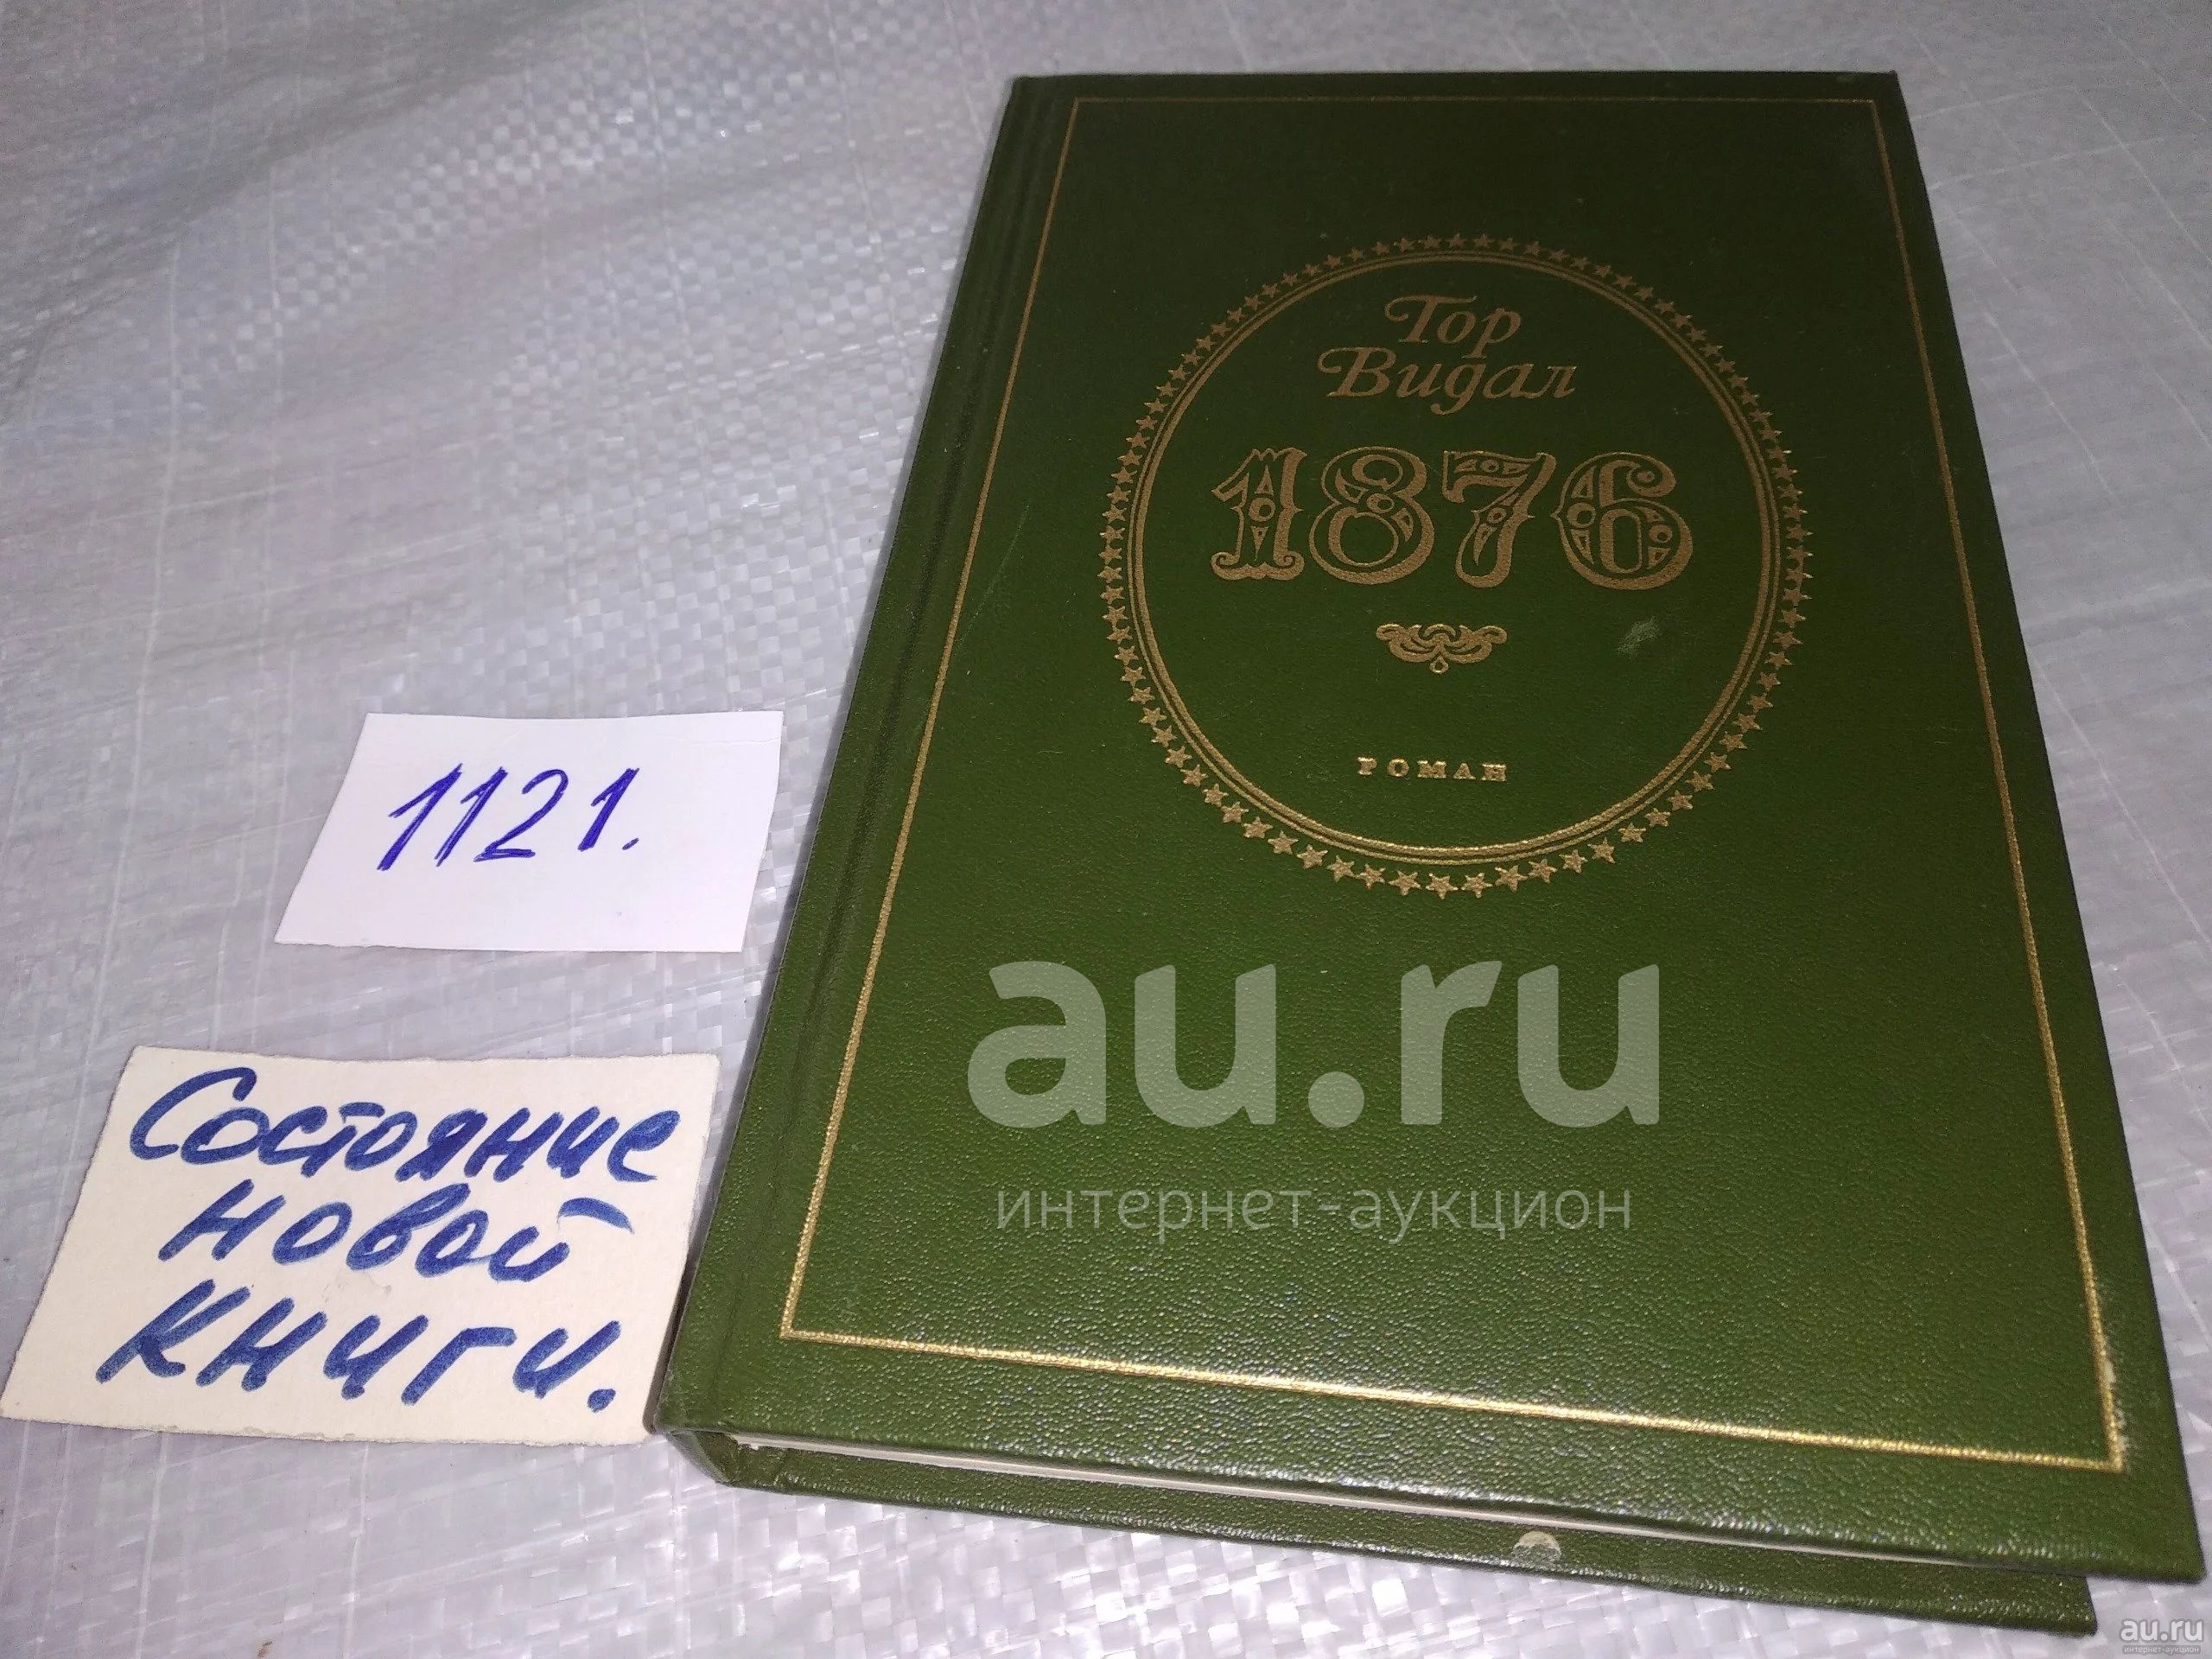 Гор
Видал
1876
РОМАН
1121.
Состояние
новой
книги.
au.ru
интернет-аукцион
au.ru
интернет-аукцион